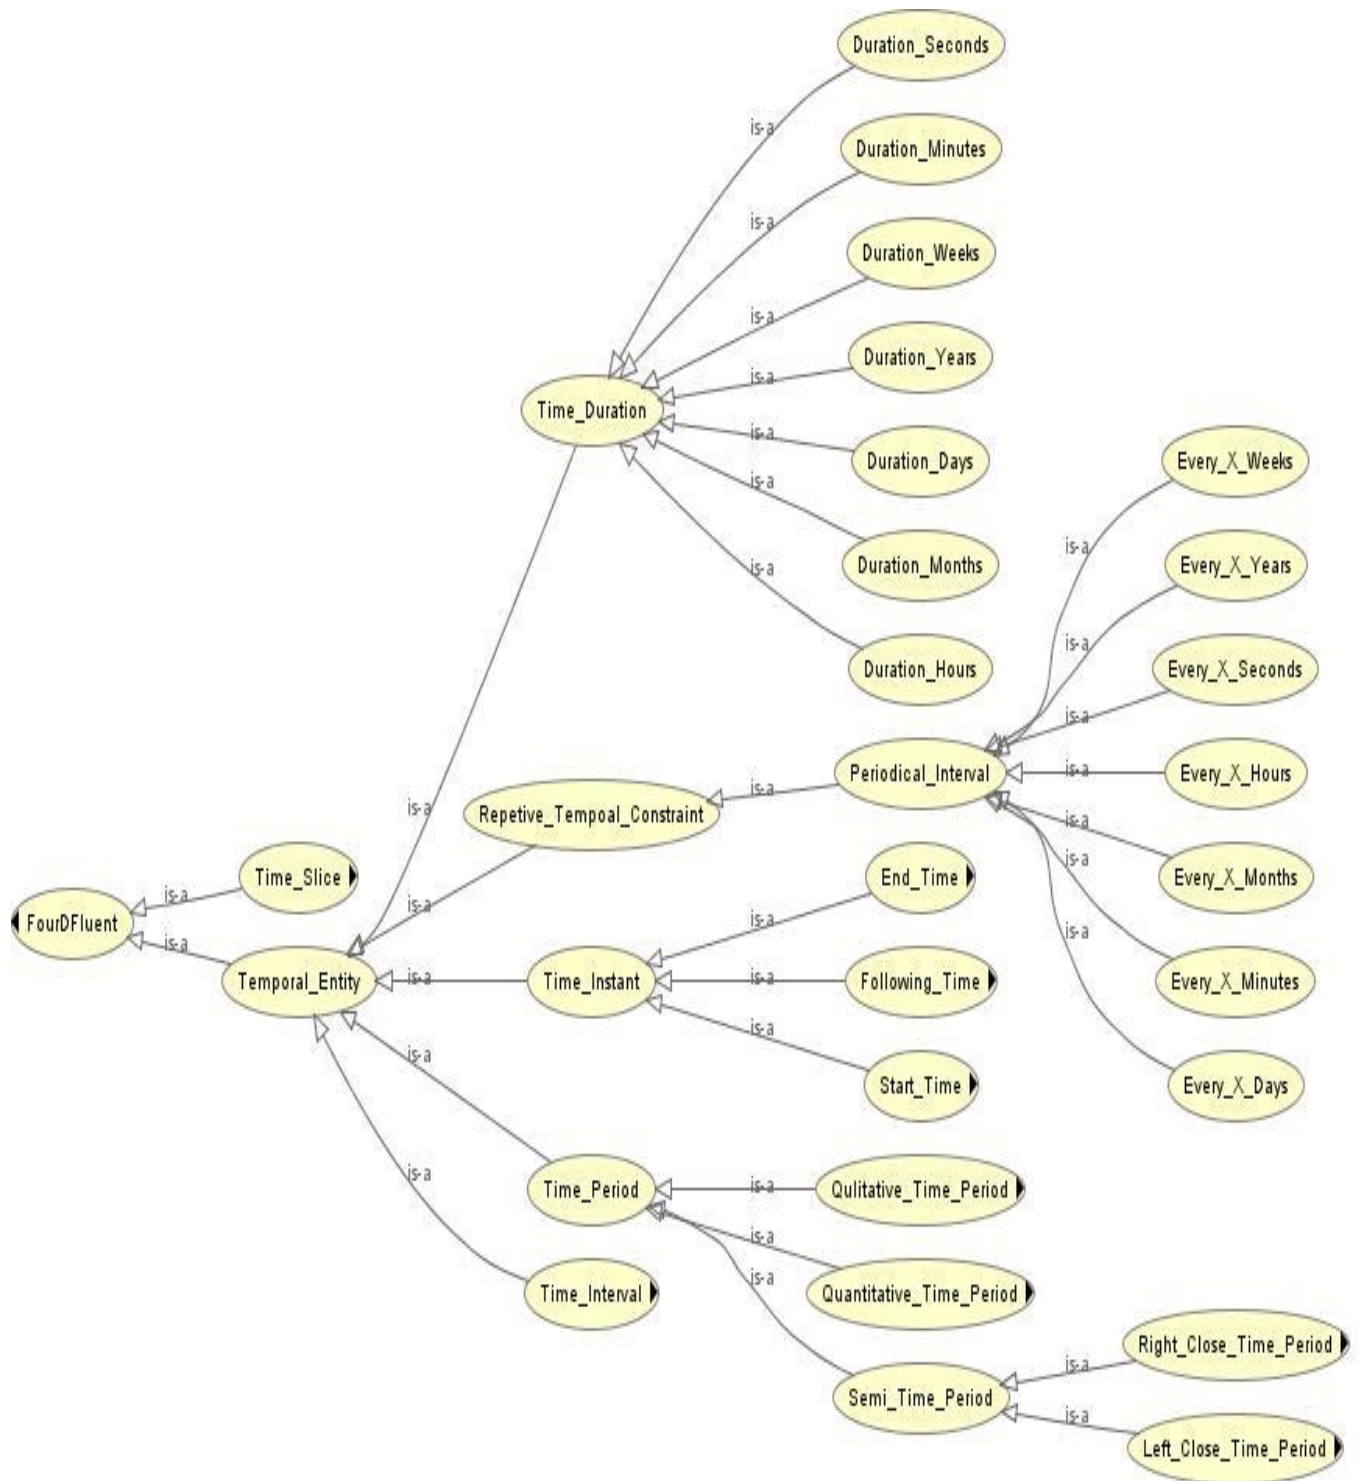 Duration_Seconds
is-a
Duration_Minutes
is-a
Duration_Weeks
is-a
Duration_Years
is-a
Time_Duration
is-a
Duration_Days
is-a
Duration_Months
is-a
Duration_Hours
Every_X_Weeks
is-a
Every_X_Years
is-a
Every_X_Seconds
is-a
Periodical_Interval
is-a
Every_X_Hours
is-a
Every_X_Months
is-a
Every_X_Minutes
is-a
Every_X_Days
is-a
Repetive_Tempoal_Constraint
is-a
is-a
Time_Slice
is-a
FourDFluent
is-a
Temporal_Entity
is-a
Time_Instant
End_Time
is-a
Following_Time
is-a
Start_Time
is-a
is-a
Time_Period
is-a
Qulitative_Time_Period
is-a
Quantitative_Time_Period
is-a
Time_Interval
is-a
Semi_Time_Period
Right_Close_Time_Period
is-a
Left_Close_Time_Period
is-a